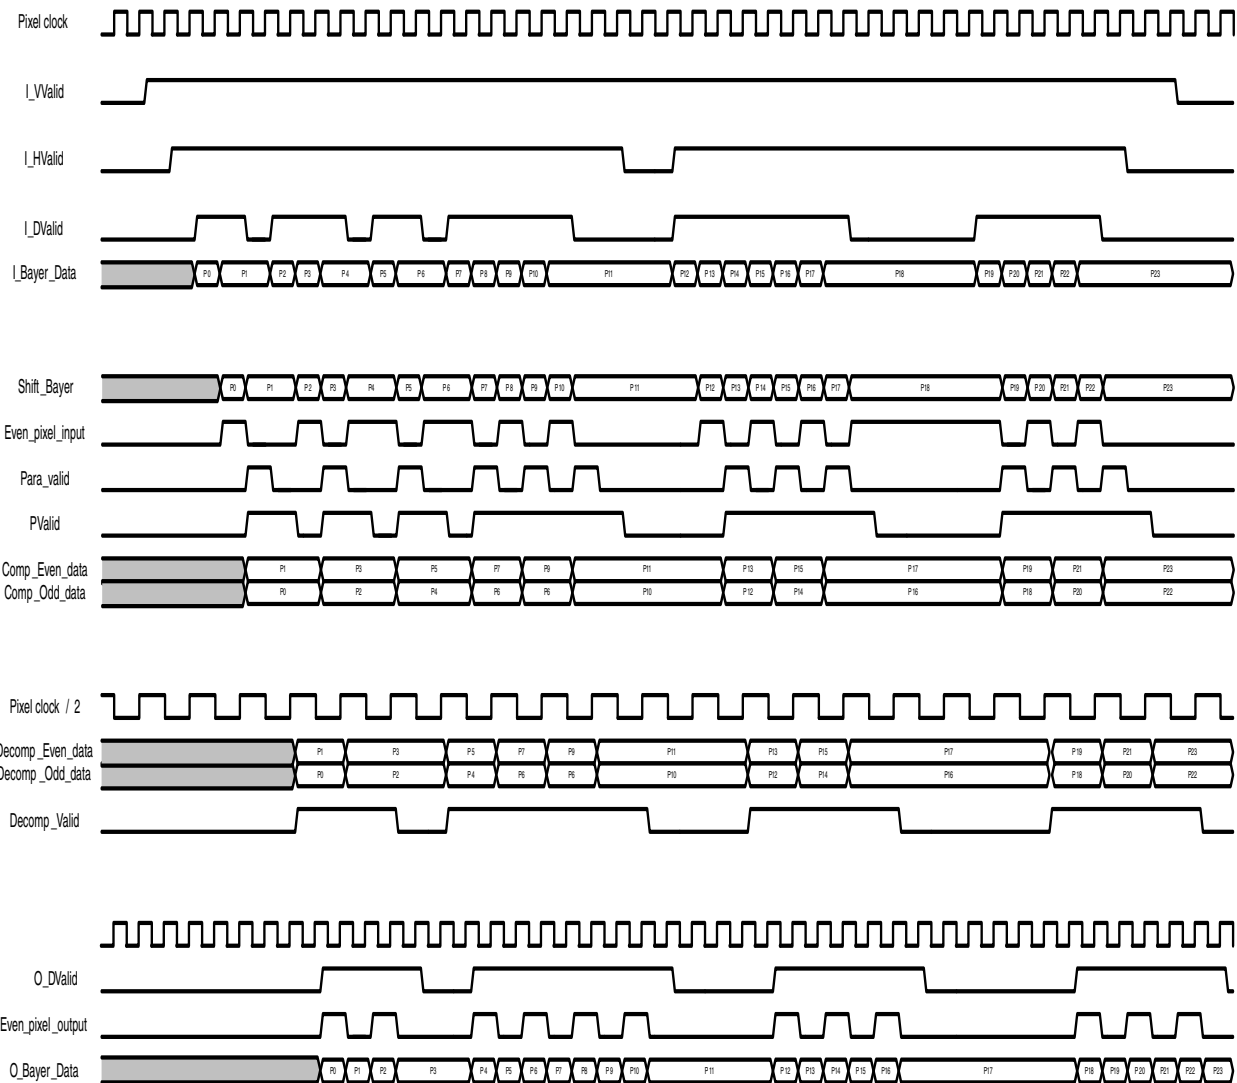 Pixel clock
I_VValid
I_HValid
I_DValid
I_Bayer_Data P0 P1 P2 P3 P4 P5 P6 P7 P8 P9 P10 P11 P12 P13 P14 P15 P16 P17 P18 P19 P20 P21 P22 P23
Shift_Bayer P0 P1 P2 P3 P4 P5 P6 P7 P8 P9 P10 P11 P12 P13 P14 P15 P16 P17 P18 P19 P20 P21 P22 P23
Even_pixel_input
Para_valid
PValid
Comp_Even_data P1 P3 P5 P7 P9 P11 P13 P15 P17 P19 P21 P23
Comp_Odd_data P0 P2 P4 P6 P6 P10 P12 P14 P16 P18 P20 P22
Pixel clock / 2
Decomp_Even_data P1 P3 P5 P7 P9 P11 P13 P15 P17 P19 P21 P23
Decomp_Odd_data P0 P2 P4 P6 P6 P10 P12 P14 P16 P18 P20 P22
Decomp_Valid
O_DValid
Even_pixel_output
O_Bayer_Data P0 P1 P2 P3 P4 P5 P6 P7 P8 P9 P10 P11 P12 P13 P14 P15 P16 P17 P18 P19 P20 P21 P22 P23